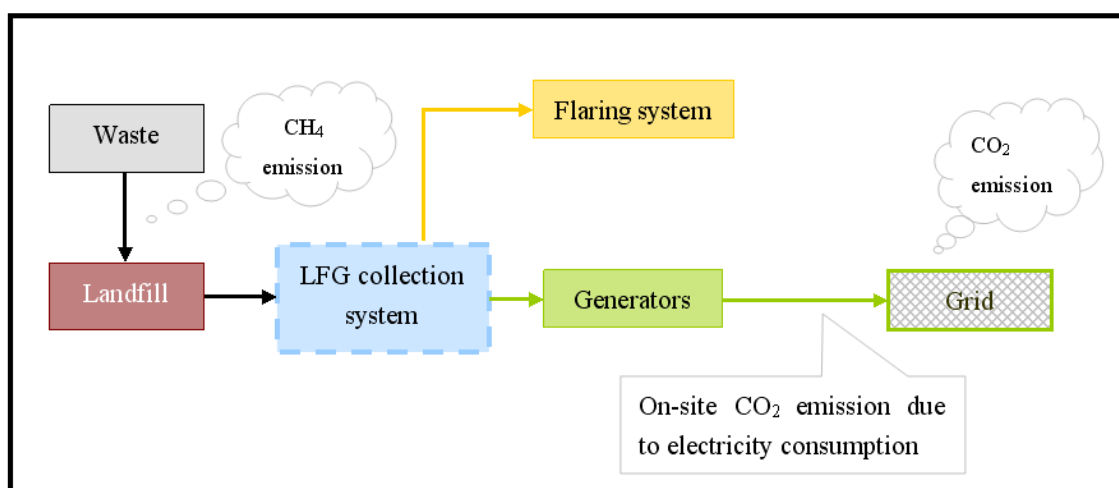 Waste
CH₄
emission
Flaring system
CO₂
emission
Landfill
LFG collection
system
Generators
Grid
On-site CO₂ emission due
to electricity consumption